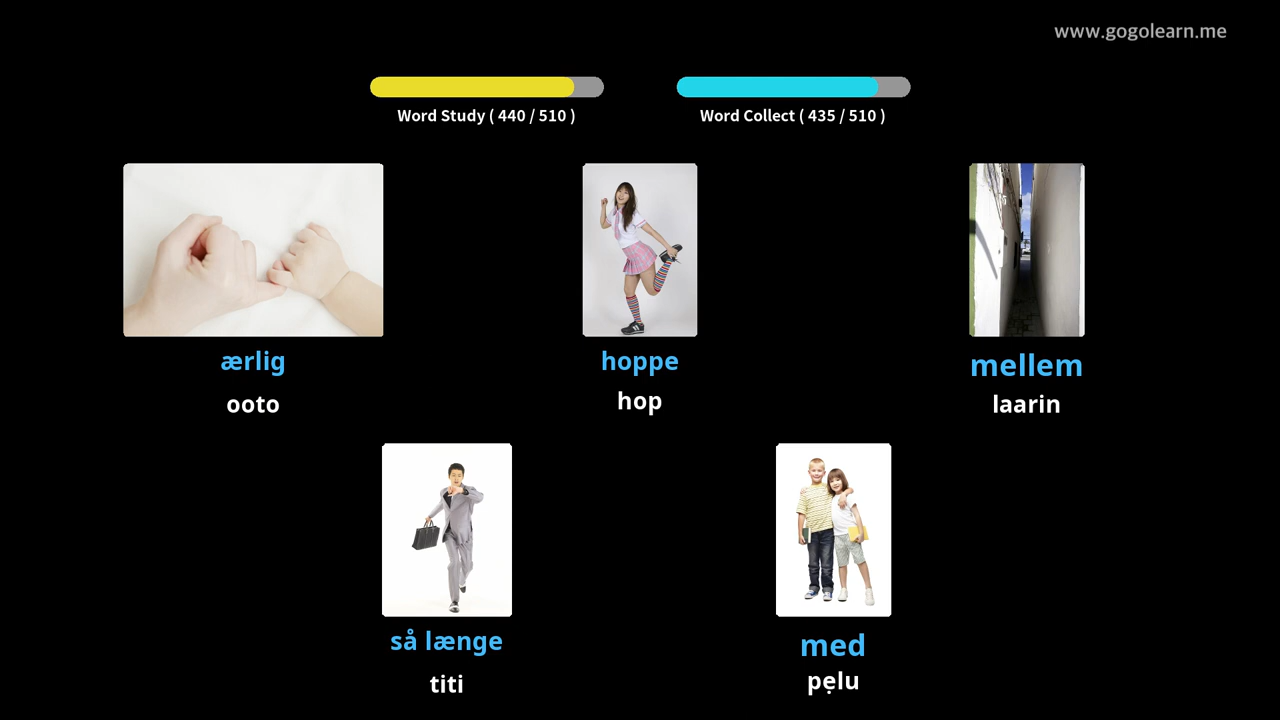 www.gogolearn.me
Word Study ( 440 / 510 )
Word Collect ( 435 / 510 )
ærlig
ooto
hoppe
hop
mellem
laarin
så længe
titi
med
pẹlu